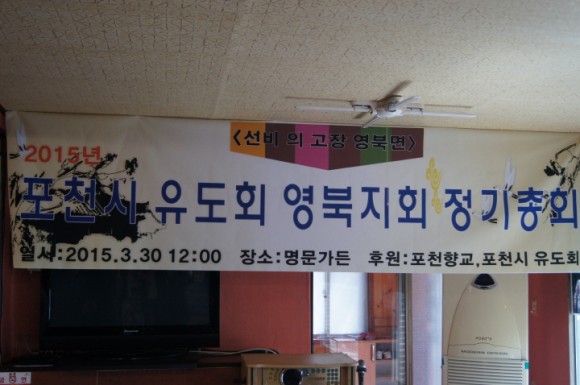 <선비 의 고장 영북면>
2015년
포천시 유도회 영북지회 정기총회
일시:2015.3.30 12:00 장소:명문가든 후원:포천향교,포천시 유도회